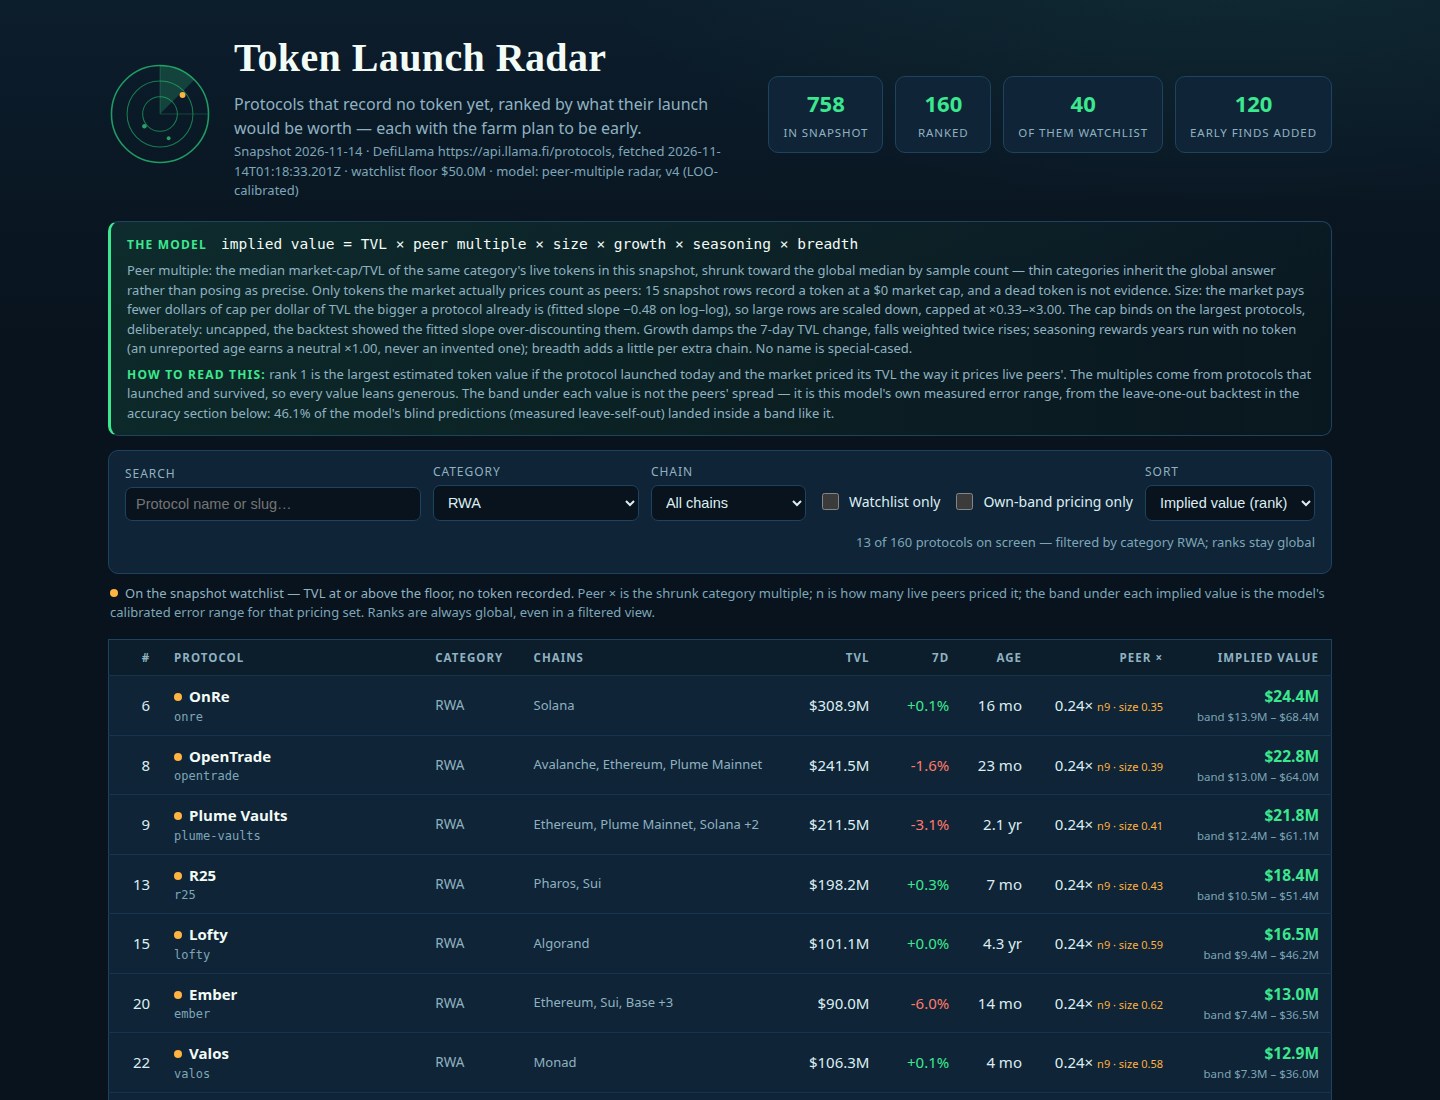 Token Launch Radar
Protocols that record no token yet, ranked by what their launch
would be worth — each with the farm plan to be early.
Snapshot 2026-11-14 · DefiLlama https://api.llama.fi/protocols, fetched 2026-11-
14T01:18:33.201Z · watchlist floor $50.0M · model: peer-multiple radar, v4 (LOO-
calibrated)
758
IN SNAPSHOT
160
RANKED
40
OF THEM WATCHLIST
120
EARLY FINDS ADDED
THE MODEL implied value = TVL × peer multiple × size × growth × seasoning × breadth
Peer multiple: the median market-cap/TVL of the same category's live tokens in this snapshot, shrunk toward the global median by sample count — thin categories inherit the global answer
rather than posing as precise. Only tokens the market actually prices count as peers: 15 snapshot rows record a token at a $0 market cap, and a dead token is not evidence. Size: the market pays
fewer dollars of cap per dollar of TVL the bigger a protocol already is (fitted slope −0.48 on log–log), so large rows are scaled down, capped at ×0.33–×3.00. The cap binds on the largest protocols,
deliberately: uncapped, the backtest showed the fitted slope over-discounting them. Growth damps the 7-day TVL change, falls weighted twice rises; seasoning rewards years run with no token
(an unreported age earns a neutral ×1.00, never an invented one); breadth adds a little per extra chain. No name is special-cased.
HOW TO READ THIS: rank 1 is the largest estimated token value if the protocol launched today and the market priced its TVL the way it prices live peers'. The multiples come from protocols that
launched and survived, so every value leans generous. The band under each value is not the peers' spread — it is this model's own measured error range, from the leave-one-out backtest in the
accuracy section below: 46.1% of the model's blind predictions (measured leave-self-out) landed inside a band like it.
SEARCH
Protocol name or slug…
CATEGORY
RWA
CHAIN
All chains
Watchlist only
Own-band pricing only
SORT
Implied value (rank)
13 of 160 protocols on screen — filtered by category RWA; ranks stay global
On the snapshot watchlist — TVL at or above the floor, no token recorded. Peer × is the shrunk category multiple; n is how many live peers priced it; the band under each implied value is the model's
calibrated error range for that pricing set. Ranks are always global, even in a filtered view.
# PROTOCOL CATEGORY CHAINS TVL 7D AGE PEER × IMPLIED VALUE
6 OnRe RWA Solana $308.9M +0.1% 16 mo 0.24× n9 · size 0.35 $24.4M
onre band $13.9M – $68.4M
8 OpenTrade RWA Avalanche, Ethereum, Plume Mainnet $241.5M -1.6% 23 mo 0.24× n9 · size 0.39 $22.8M
opentrade band $13.0M – $64.0M
9 Plume Vaults RWA Ethereum, Plume Mainnet, Solana +2 $211.5M -3.1% 2.1 yr 0.24× n9 · size 0.41 $21.8M
plume-vaults band $12.4M – $61.1M
13 R25 RWA Pharos, Sui $198.2M +0.3% 7 mo 0.24× n9 · size 0.43 $18.4M
r25 band $10.5M – $51.4M
15 Lofty RWA Algorand $101.1M +0.0% 4.3 yr 0.24× n9 · size 0.59 $16.5M
lofty band $9.4M – $46.2M
20 Ember RWA Ethereum, Sui, Base +3 $90.0M -6.0% 14 mo 0.24× n9 · size 0.62 $13.0M
ember band $7.4M – $36.5M
22 Valos RWA Monad $106.3M +0.1% 4 mo 0.24× n9 · size 0.58 $12.9M
valos band $7.3M – $36.0M